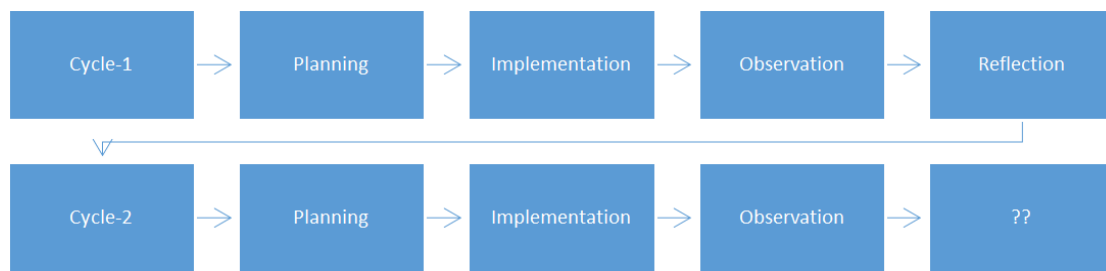 Cycle-1
Planning
Implementation
Observation
Reflection
Cycle-2
Planning
Implementation
Observation
??